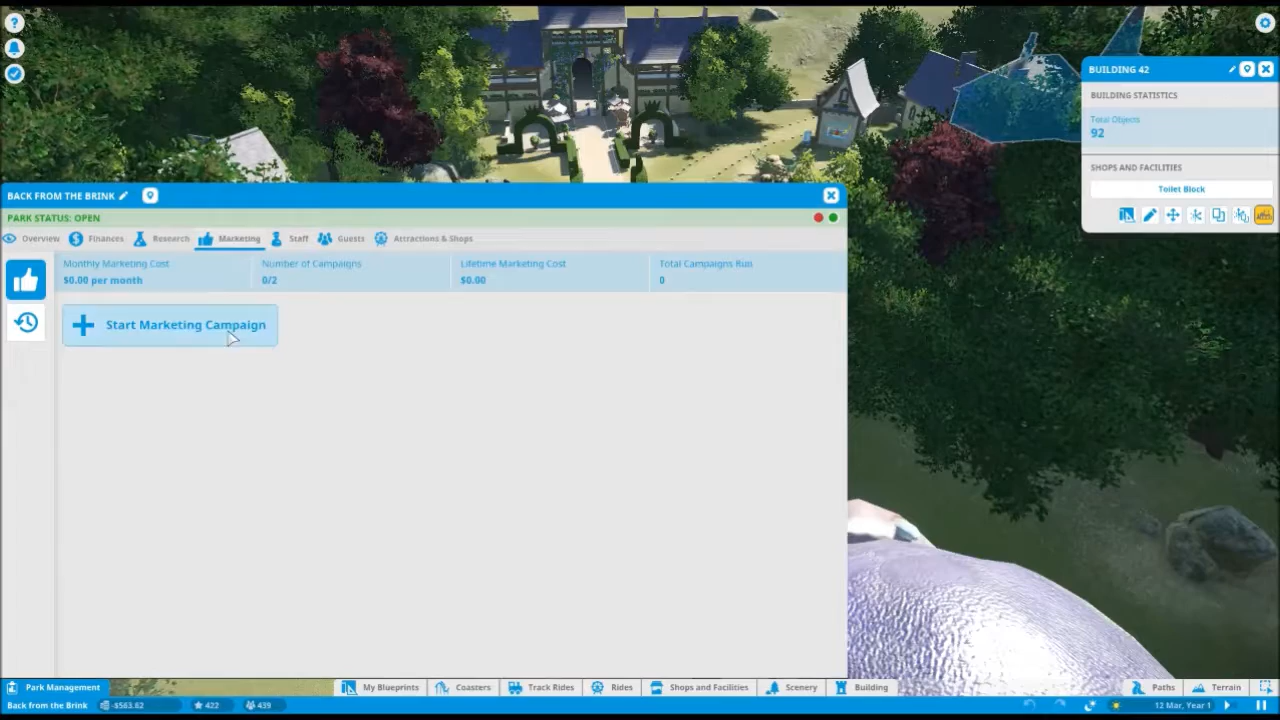 BUILDING 42
BUILDING STATISTICS
Total Objects
92
SHOPS AND FACILITIES
Toilet Block
BACK FROM THE BRINK
PARK STATUS: OPEN
Overview Finances Research Marketing Staff Guests Attractions & Shops
Monthly Marketing Cost Number of Campaigns Lifetime Marketing Cost Total Campaigns Run
$0.00 per month 0/2 $0.00 0
Start Marketing Campaign
Park Management My Blueprints Coasters Track Rides Rides Shops and Facilities Scenery Building Paths Terrain
Back from the Brink -$563.62 422 439 12 Mar, Year 1